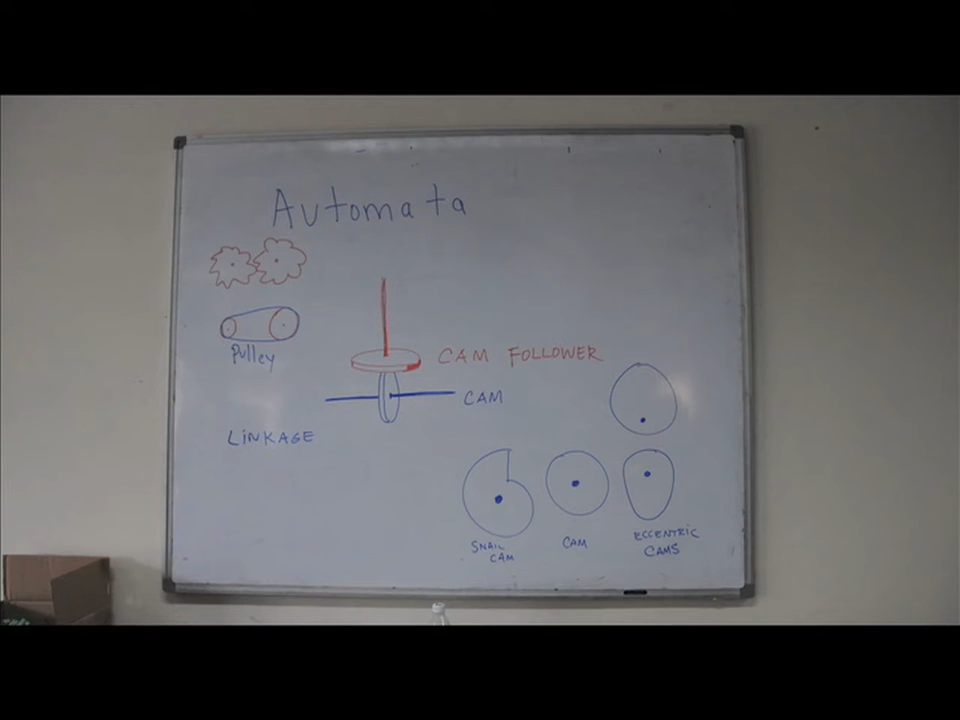 Automata
Pulley
CAM FOLLOWER
CAM
LINKAGE
SNAIL
CAM
CAM
ECCENTRIC
CAMS